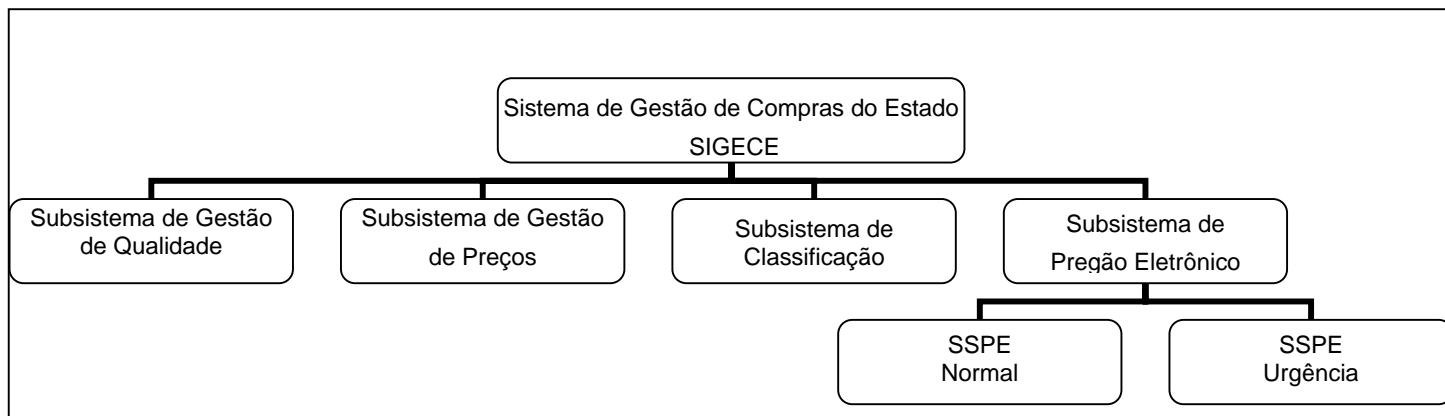 Sistema de Gestão de Compras do Estado
SIGECE
Subsistema de Gestão
de Qualidade
Subsistema de Gestão
de Preços
Subsistema de
Classificação
Subsistema de
Pregão Eletrônico
SSPE
Normal
SSPE
Urgência